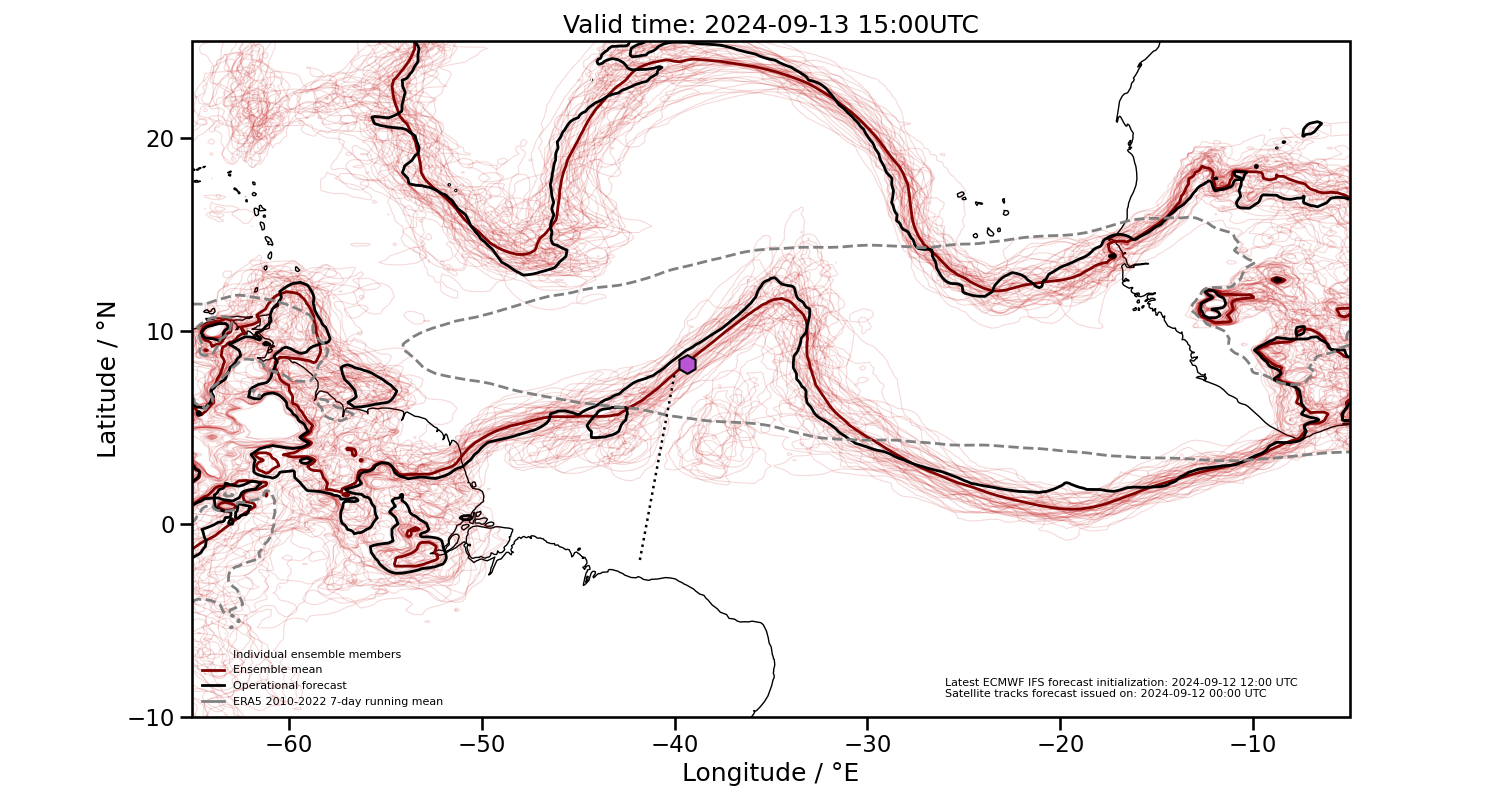 Valid time: 2024-09-13 15:00UTC
20
10
0
−10
Latitude / °N
Individual ensemble members
Ensemble mean
Operational forecast
ERA5 2010-2022 7-day running mean
Latest ECMWF IFS forecast initialization: 2024-09-12 12:00 UTC
Satellite tracks forecast issued on: 2024-09-12 00:00 UTC
−60
−50
−40
−30
−20
−10
Longitude / °E